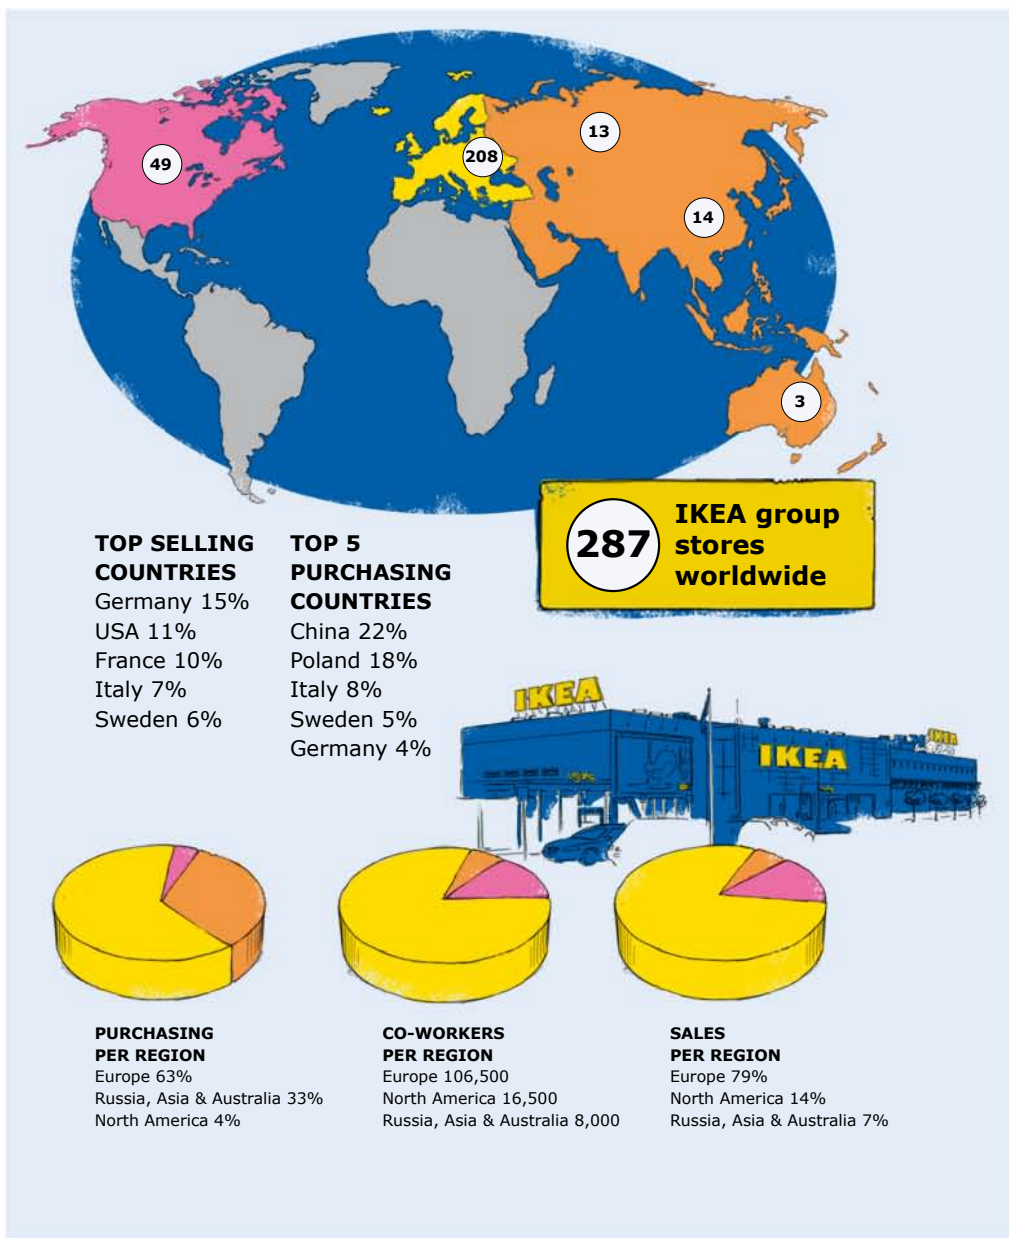 49
208
13
14
3
287
IKEA group
stores
worldwide
TOP SELLING
COUNTRIES
Germany 15%
USA 11%
France 10%
Italy 7%
Sweden 6%
TOP 5
PURCHASING
COUNTRIES
China 22%
Poland 18%
Italy 8%
Sweden 5%
Germany 4%
IKEA
IKEA
IKEA
PURCHASING
PER REGION
Europe 63%
Russia, Asia & Australia 33%
North America 4%
CO-WORKERS
PER REGION
Europe 106,500
North America 16,500
Russia, Asia & Australia 8,000
SALES
PER REGION
Europe 79%
North America 14%
Russia, Asia & Australia 7%